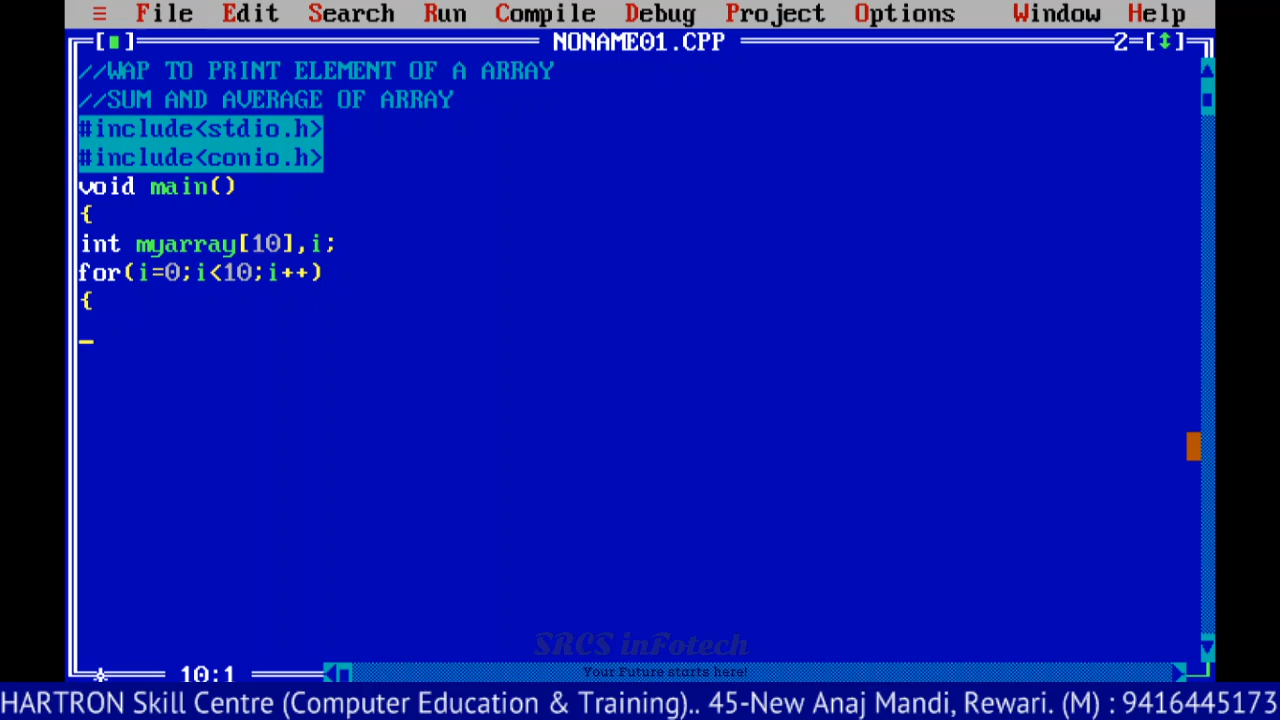 ≡ File Edit Search Run Compile Debug Project Options Window Help
[■] NONAME01.CPP 2=[↕]
//WAP TO PRINT ELEMENT OF A ARRAY
//SUM AND AVERAGE OF ARRAY
#include<stdio.h>
#include<conio.h>
void main()
{
int myarray[10],i;
for(i=0;i<10;i++)
{
SRCS inFotech
* 10:1 Your Future starts here!
HARTRON Skill Centre (Computer Education & Training).. 45-New Anaj Mandi, Rewari. (M) : 9416445173